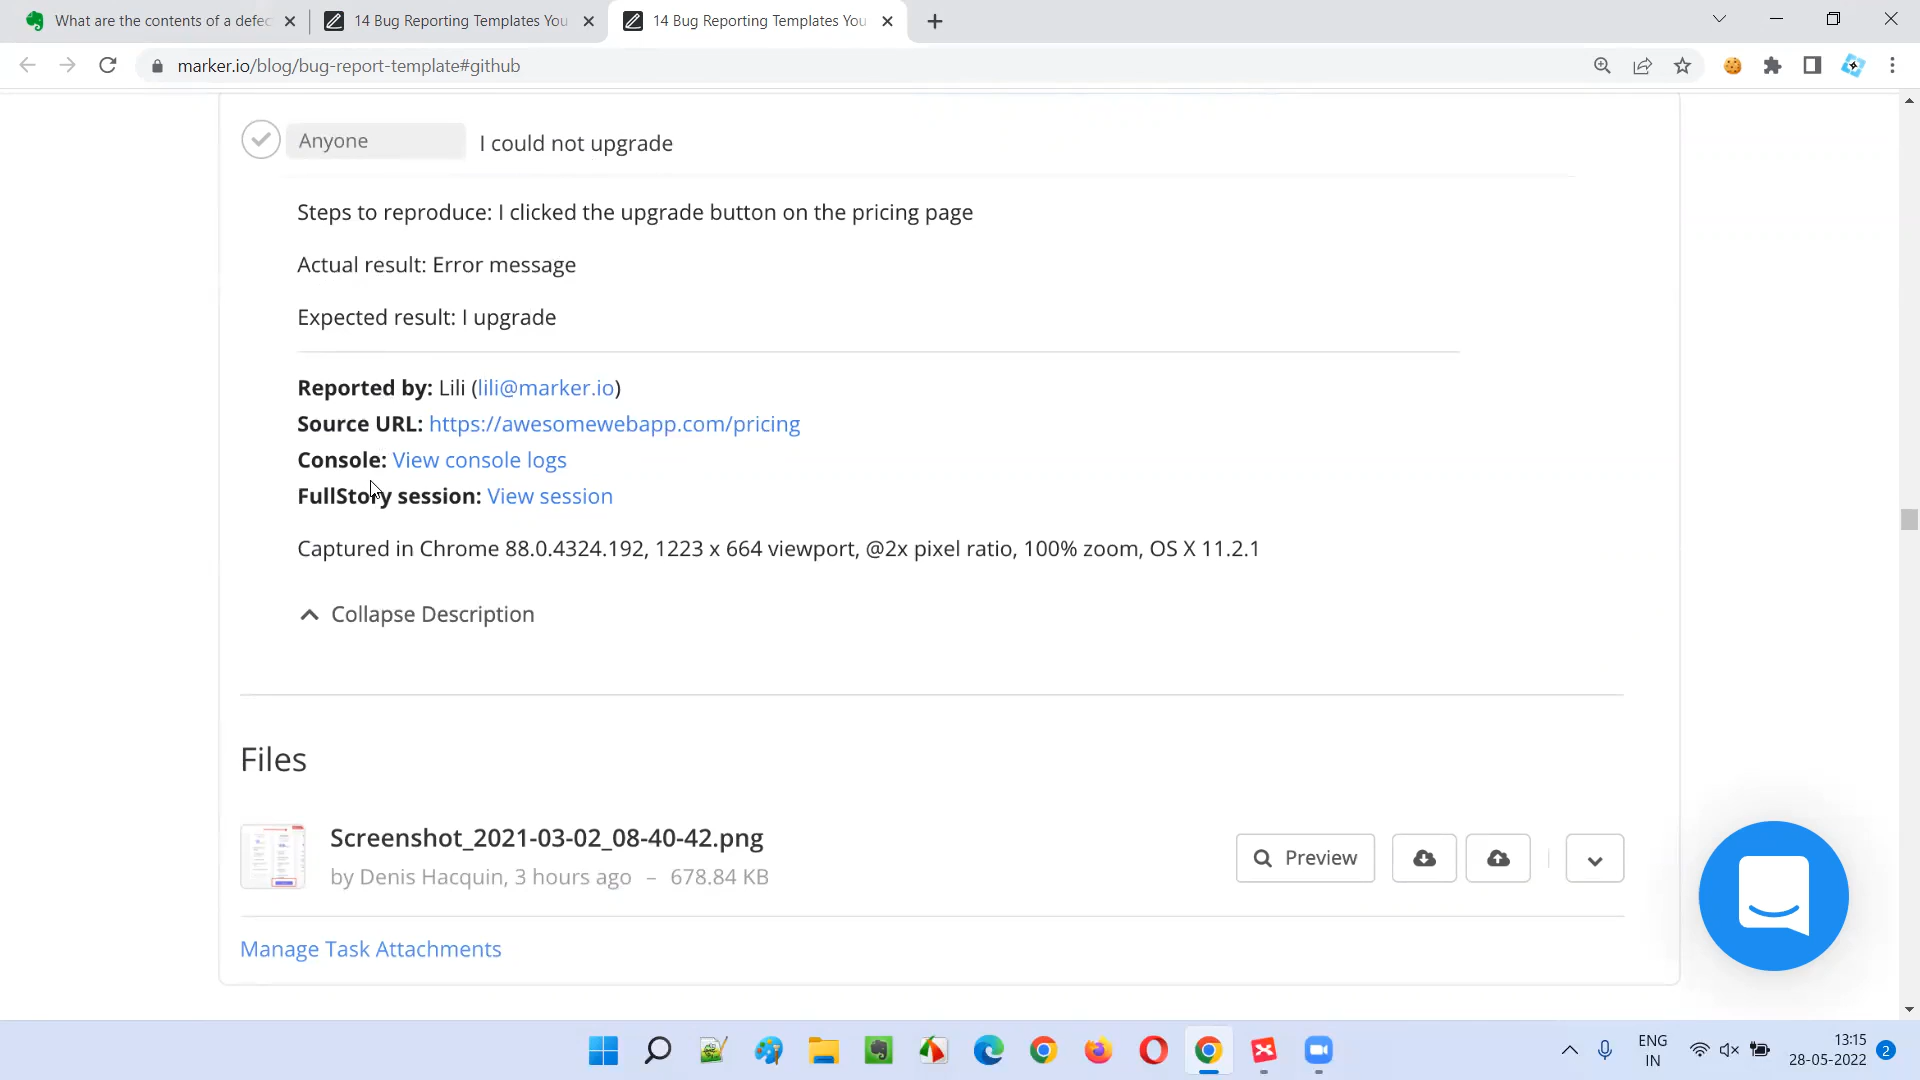 What are the contents of a defec
14 Bug Reporting Templates You
14 Bug Reporting Templates You
marker.io/blog/bug-report-template#github
Anyone
I could not upgrade
Steps to reproduce: I clicked the upgrade button on the pricing page
Actual result: Error message
Expected result: I upgrade
Reported by: Lili (lili@marker.io)
Source URL: https://awesomewebapp.com/pricing
Console: View console logs
FullStory session: View session
Captured in Chrome 88.0.4324.192, 1223 x 664 viewport, @2x pixel ratio, 100% zoom, OS X 11.2.1
Collapse Description
Files
Screenshot_2021-03-02_08-40-42.png
by Denis Hacquin, 3 hours ago – 678.84 KB
Preview
Manage Task Attachments
ENG
IN
13:15
28-05-2022
2